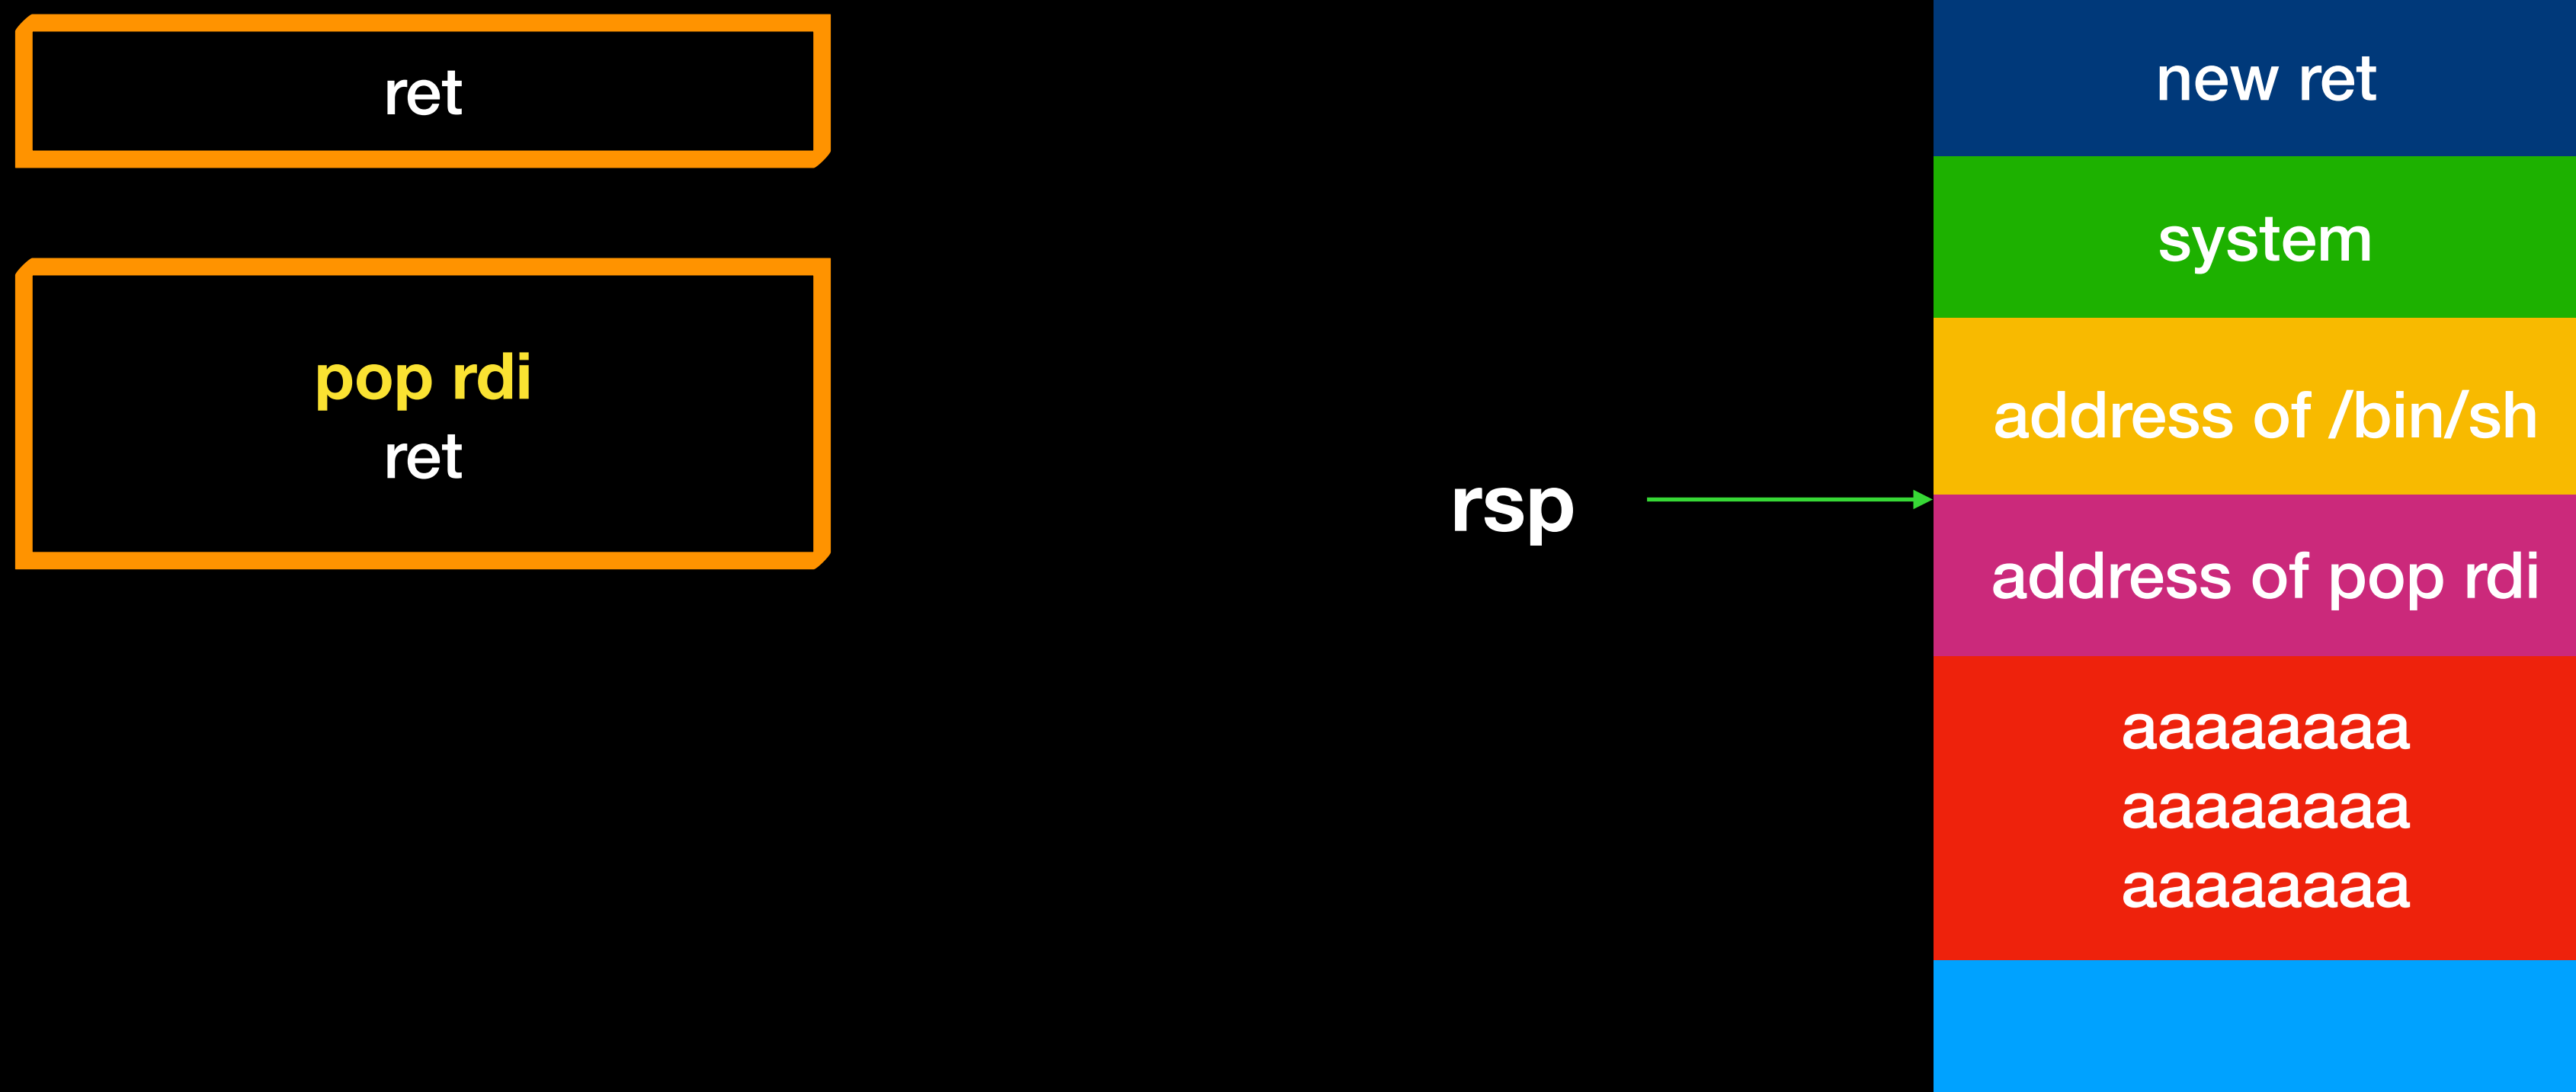 ret
pop rdi
ret
rsp
new ret
system
address of /bin/sh
address of pop rdi
aaaaaaaa
aaaaaaaa
aaaaaaaa